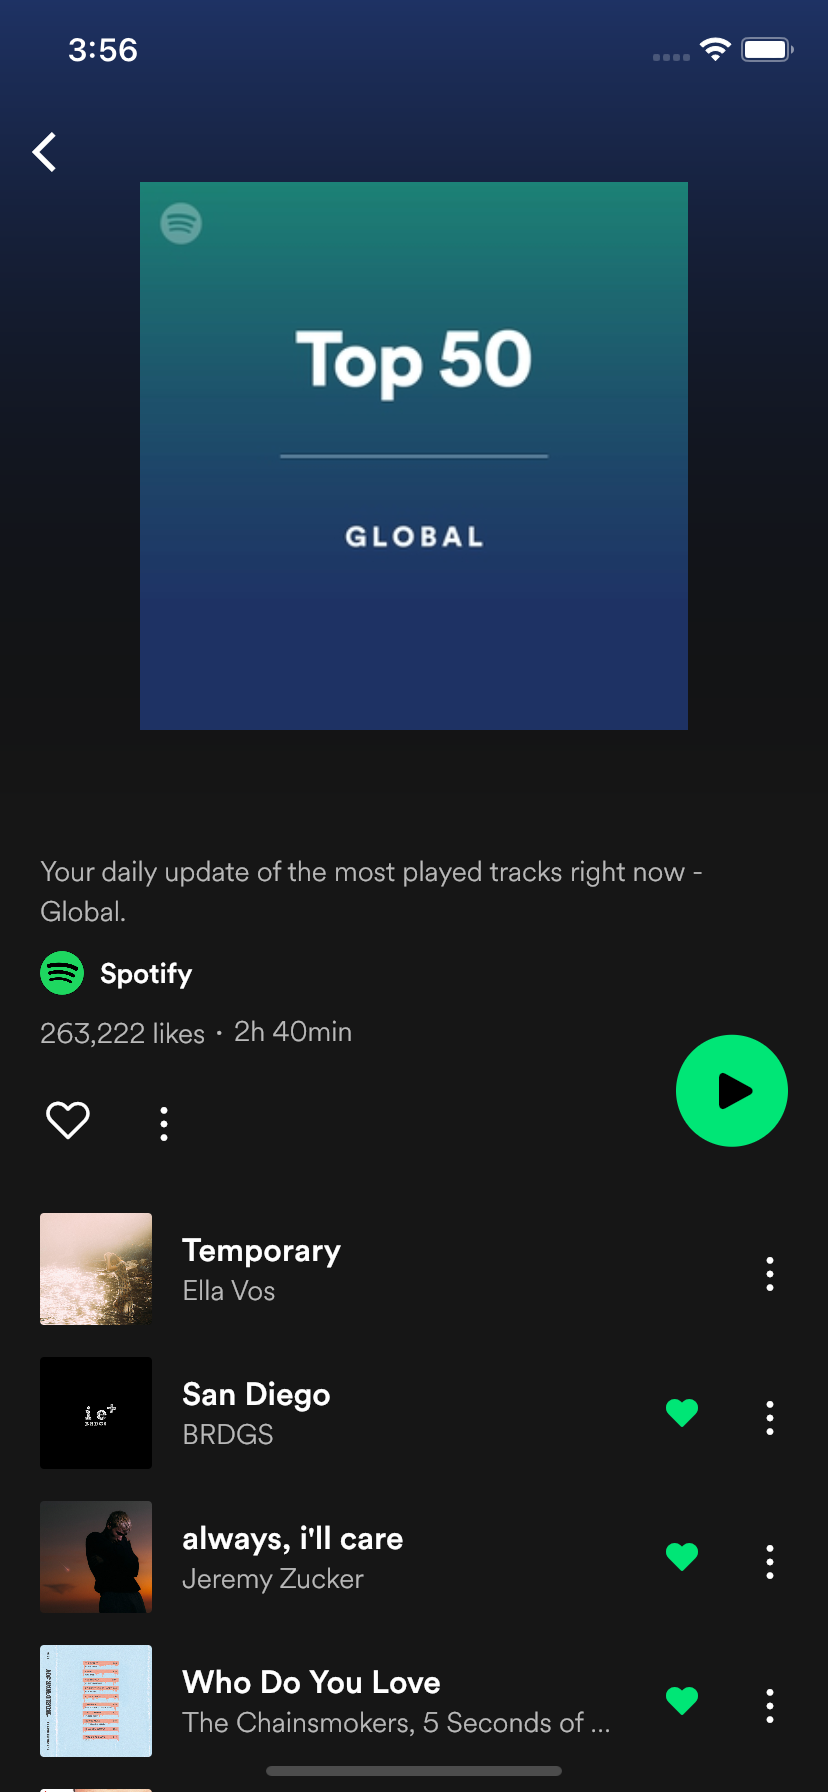 3:56
Top 50
GLOBAL
Your daily update of the most played tracks right now -
Global.
Spotify
263,222 likes · 2h 40min
Temporary
Ella Vos
San Diego
BRDGS
always, i'll care
Jeremy Zucker
Who Do You Love
The Chainsmokers, 5 Seconds of ...